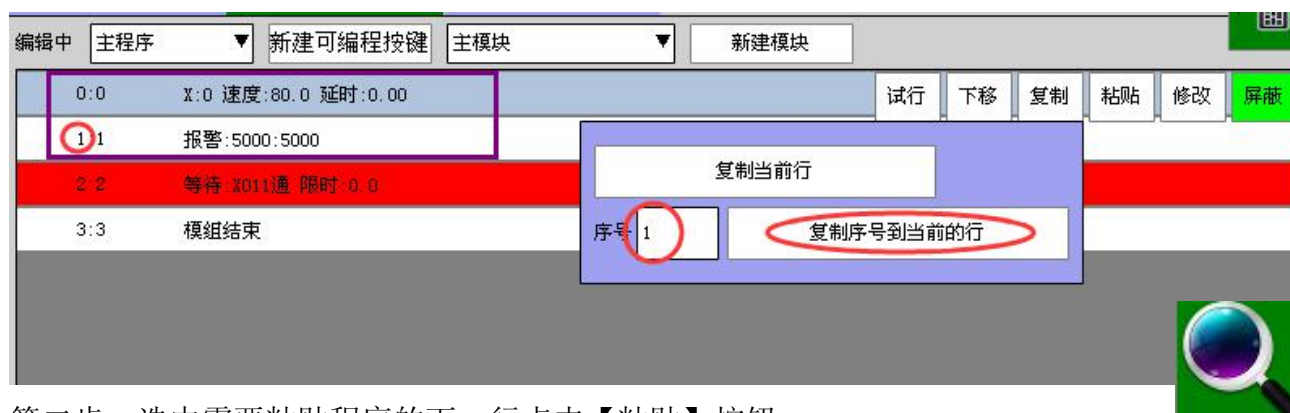 编辑中 主程序 ▼ 新建可编程按键 主模块 ▼ 新建模块
0:0 X:0 速度:80.0 延时:0.00 试行 下移 复制 粘贴 修改 屏蔽
1:1 报警:5000:5000
复制当前行
2:2 等待:X011通 限时:0.0
3:3 模组结束
序号 1 复制序号到当前的行